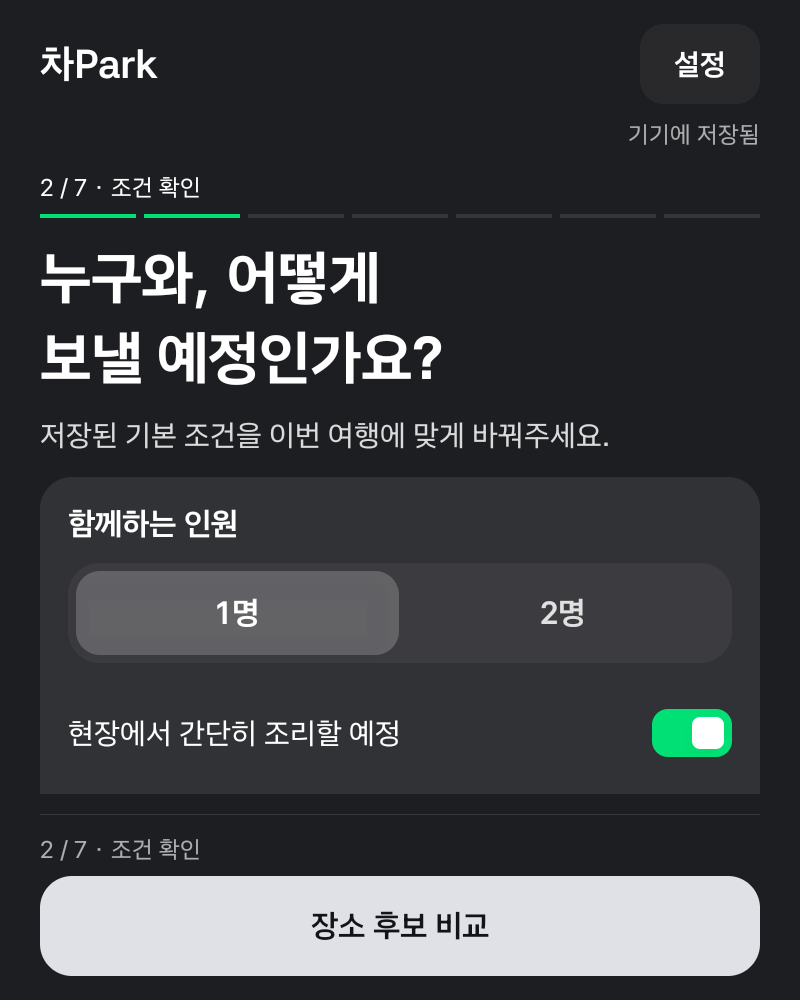 차Park
설정
기기에 저장됨
2 / 7 · 조건 확인
누구와, 어떻게
보낼 예정인가요?
저장된 기본 조건을 이번 여행에 맞게 바꿔주세요.
함께하는 인원
1명
2명
현장에서 간단히 조리할 예정
2 / 7 · 조건 확인
장소 후보 비교